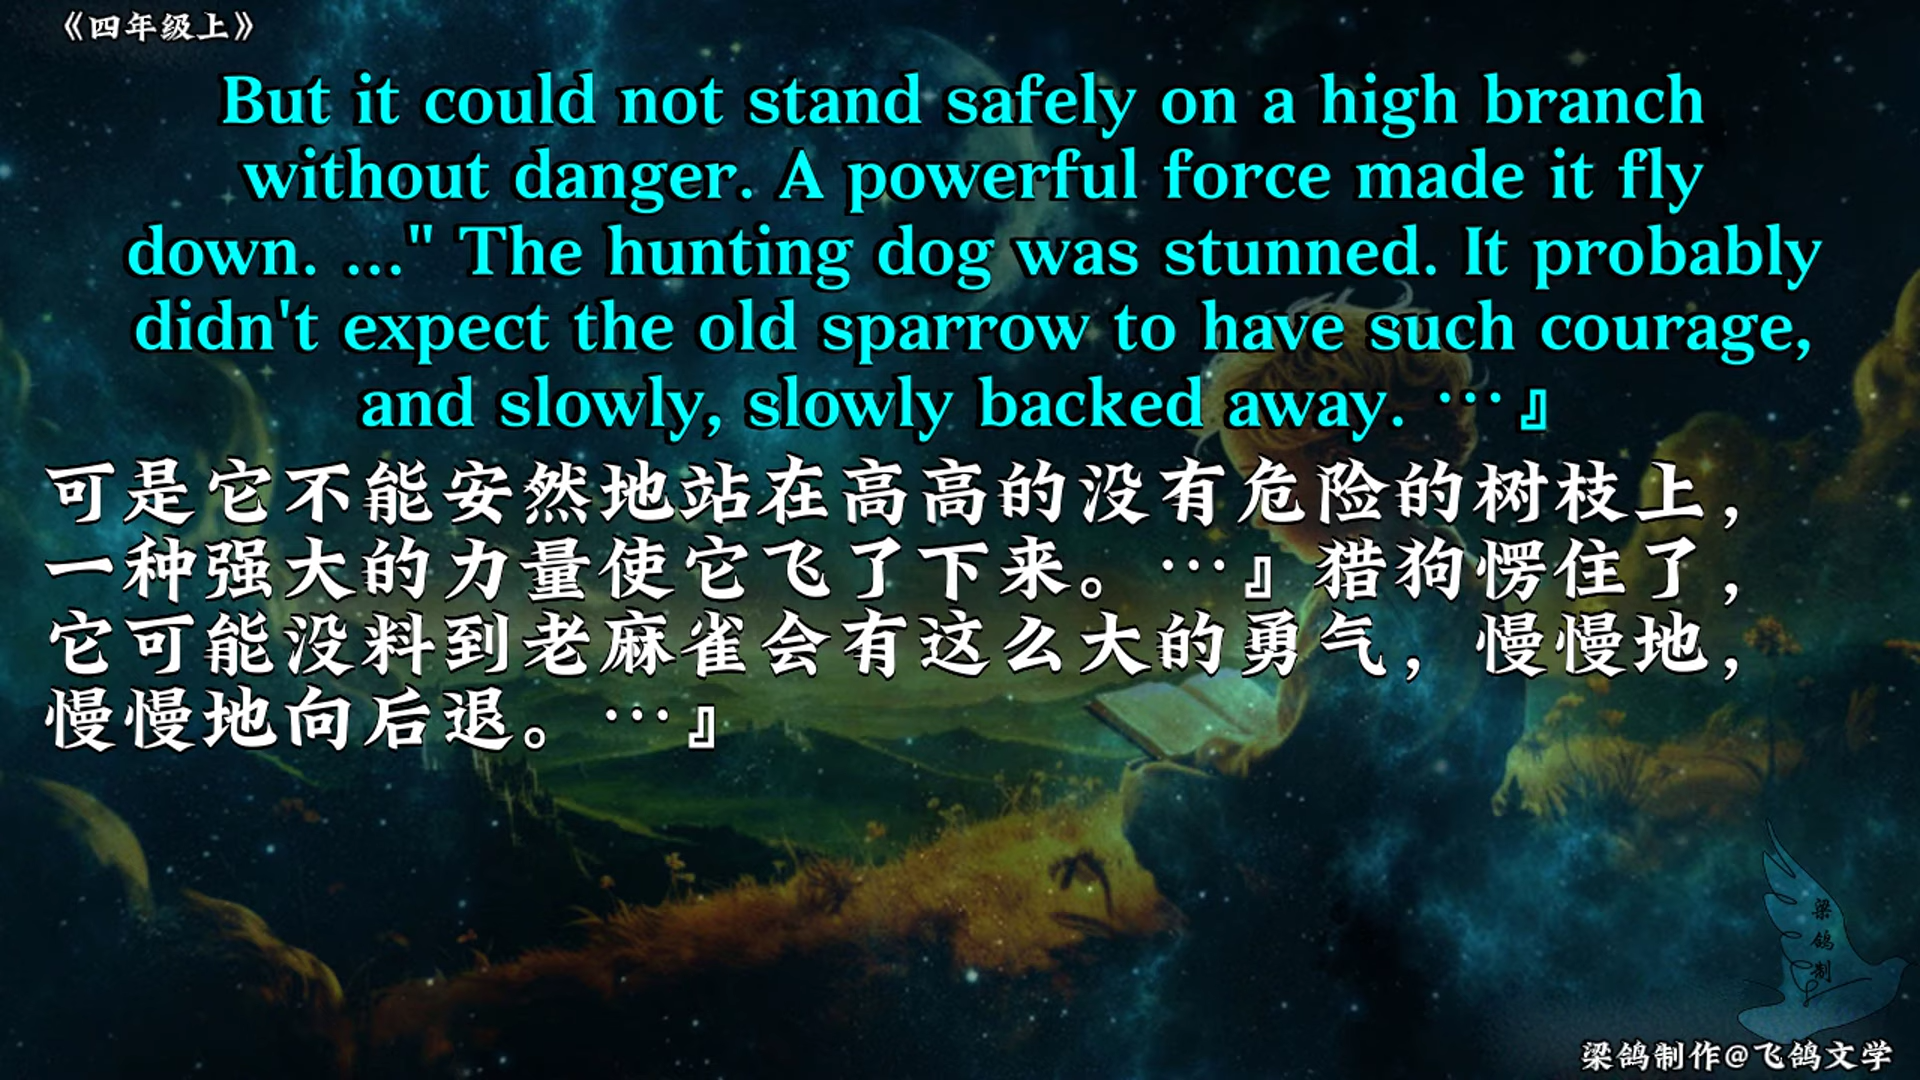 《四年级上》
But it could not stand safely on a high branch
without danger. A powerful force made it fly
down. ..." The hunting dog was stunned. It probably
didn't expect the old sparrow to have such courage,
and slowly, slowly backed away. …』
可是它不能安然地站在高高的没有危险的树枝上，
一种强大的力量使它飞了下来。…』猎狗愣住了，
它可能没料到老麻雀会有这么大的勇气，慢慢地，
慢慢地向后退。…』
梁
鸽
制
梁鸽制作@飞鸽文学